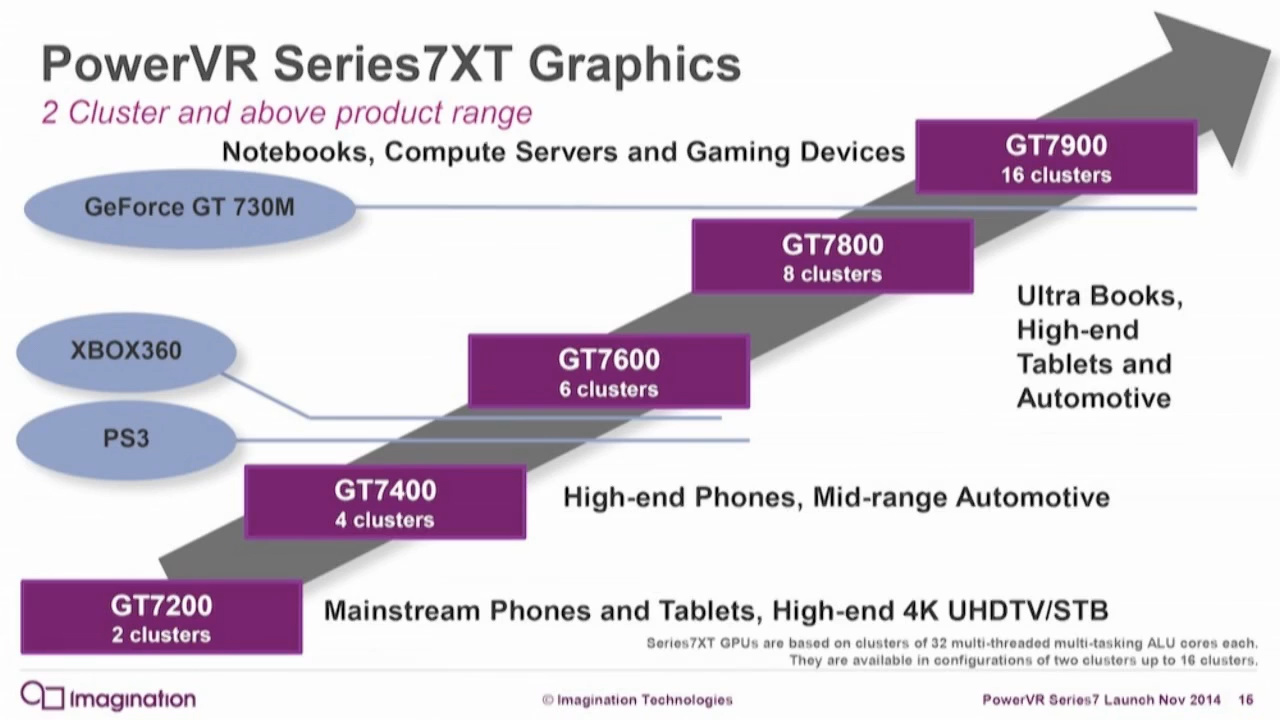 PowerVR Series7XT Graphics
2 Cluster and above product range
Notebooks, Compute Servers and Gaming Devices
GT7900
16 clusters
GeForce GT 730M
GT7800
8 clusters
Ultra Books,
High-end
Tablets and
Automotive
XBOX360
GT7600
6 clusters
PS3
GT7400
4 clusters
High-end Phones, Mid-range Automotive
GT7200
2 clusters
Mainstream Phones and Tablets, High-end 4K UHDTV/STB
Series7XT GPUs are based on clusters of 32 multi-threaded multi-tasking ALU cores each.
They are available in configurations of two clusters up to 16 clusters.
Imagination
© Imagination Technologies
PowerVR Series7 Launch Nov 2014 16